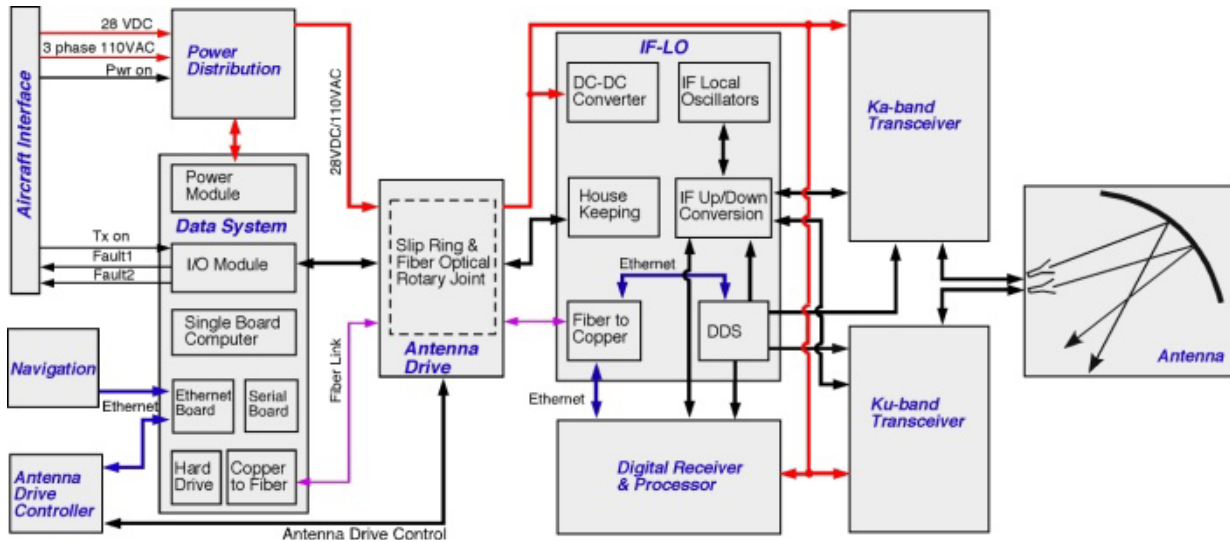 28 VDC
3 phase 110VAC
Pwr on
Aircraft Interface
Power
Distribution
28VDC/110VAC
Power
Module
Data System
Tx on
Fault1
Fault2
I/O Module
Single Board
Computer
Navigation
Ethernet
Ethernet
Board
Serial
Board
Antenna
Drive
Controller
Hard
Drive
Copper
to Fiber
Fiber Link
Antenna Drive Control
Slip Ring &
Fiber Optical
Rotary Joint
Antenna
Drive
IF-LO
DC-DC
Converter
IF Local
Oscillators
House
Keeping
IF Up/Down
Conversion
Ethernet
Fiber to
Copper
DDS
Ethernet
Digital Receiver
& Processor
Ka-band
Transceiver
Ku-band
Transceiver
Antenna